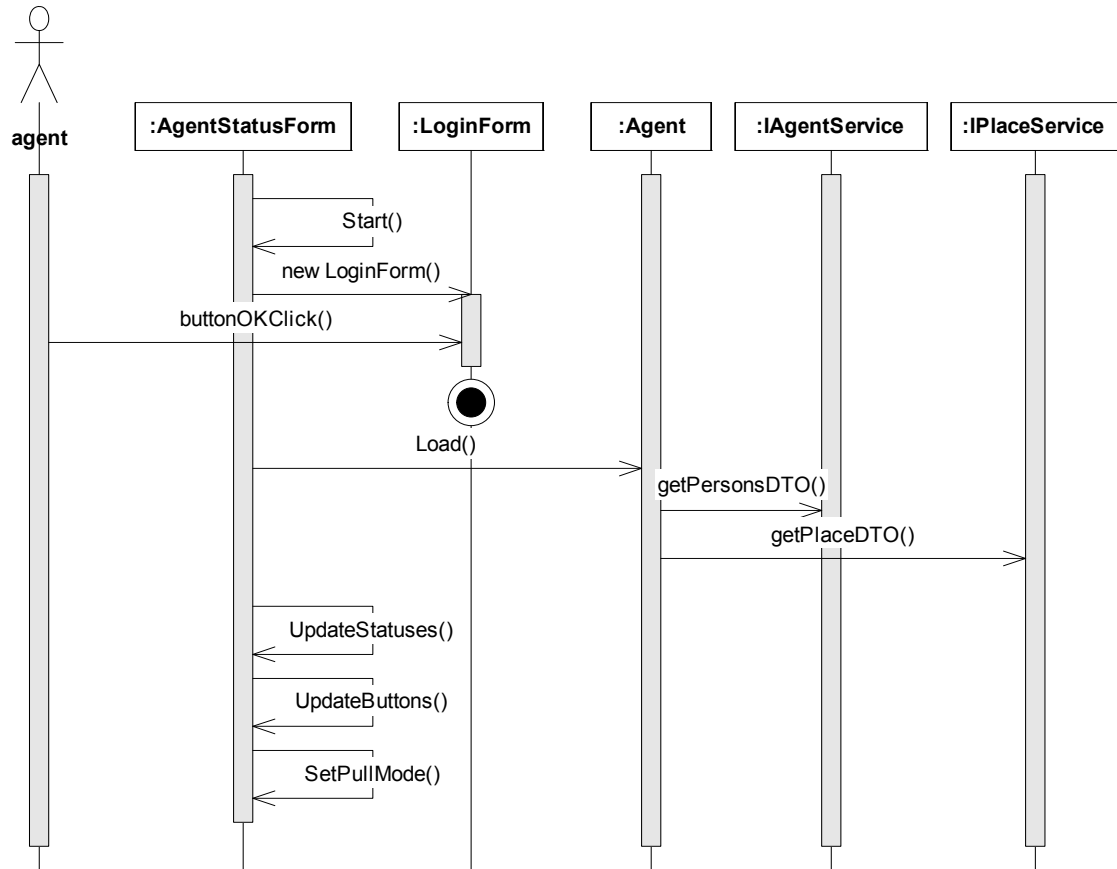 agent
:AgentStatusForm
:LoginForm
:Agent
:IAgentService
:IPlaceService
Start()
new LoginForm()
buttonOKClick()
Load()
getPersonsDTO()
getPlaceDTO()
UpdateStatuses()
UpdateButtons()
SetPullMode()